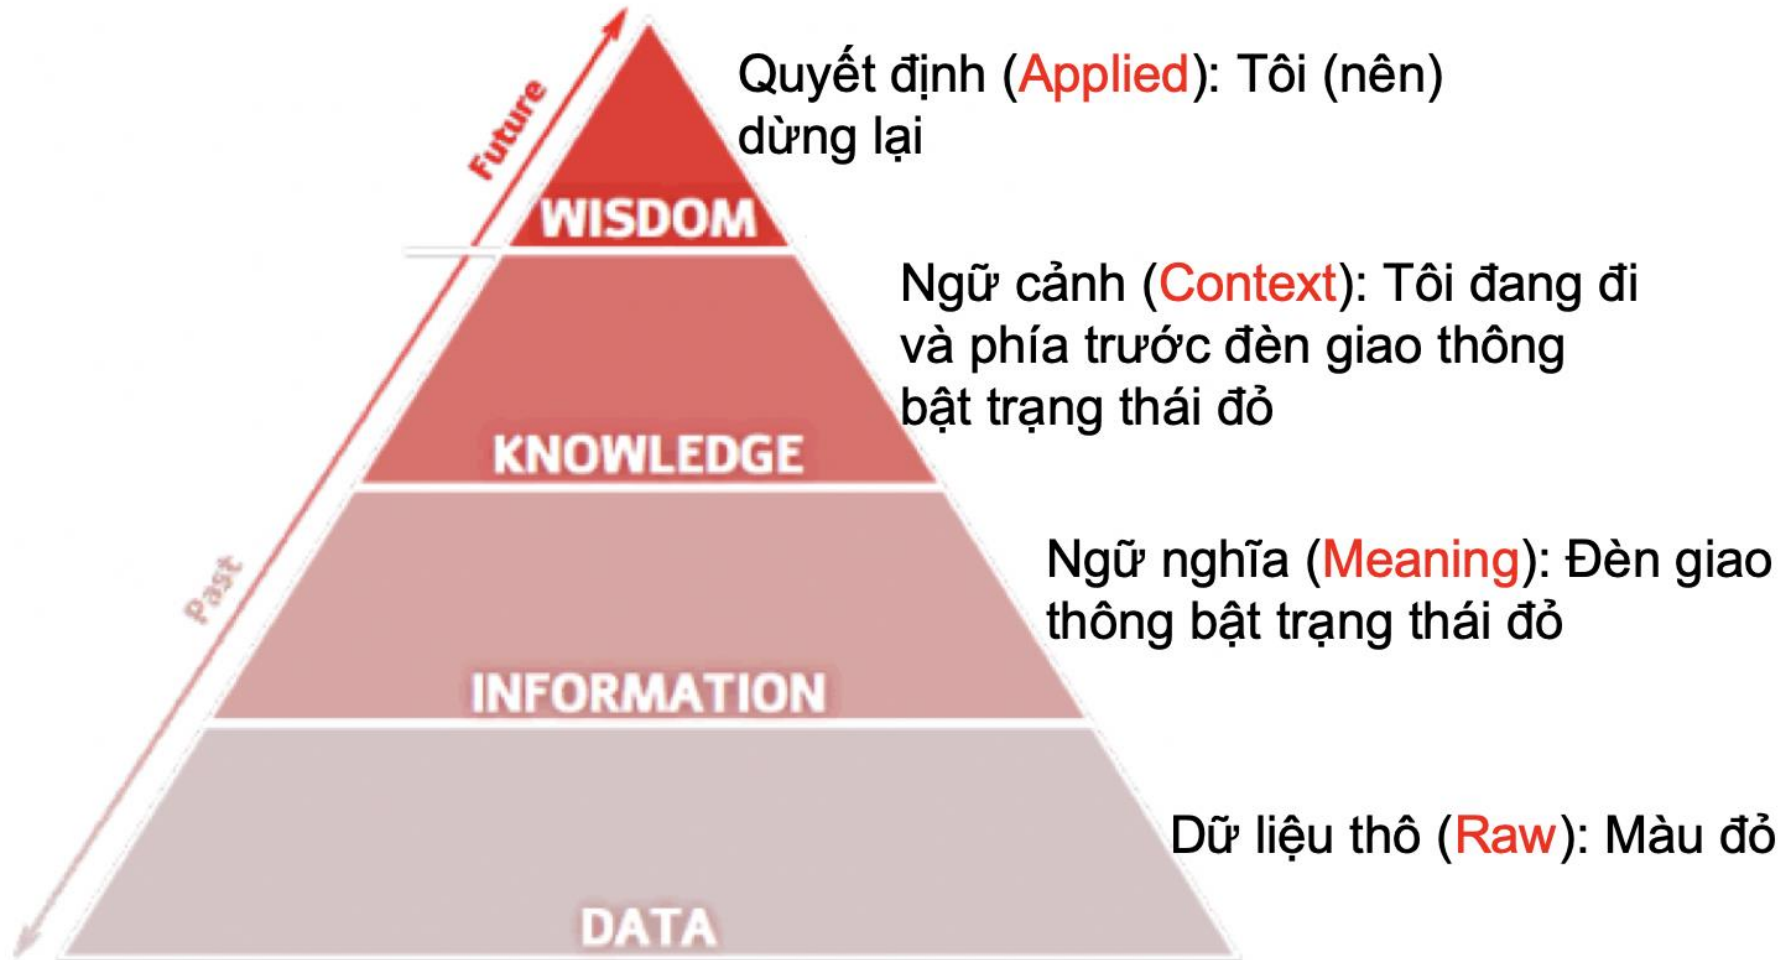 Future
Quyết định (Applied): Tôi (nên)
dừng lại
WISDOM
Ngữ cảnh (Context): Tôi đang đi
và phía trước đèn giao thông
bật trạng thái đỏ
KNOWLEDGE
Past
Ngữ nghĩa (Meaning): Đèn giao
thông bật trạng thái đỏ
INFORMATION
Dữ liệu thô (Raw): Màu đỏ
DATA